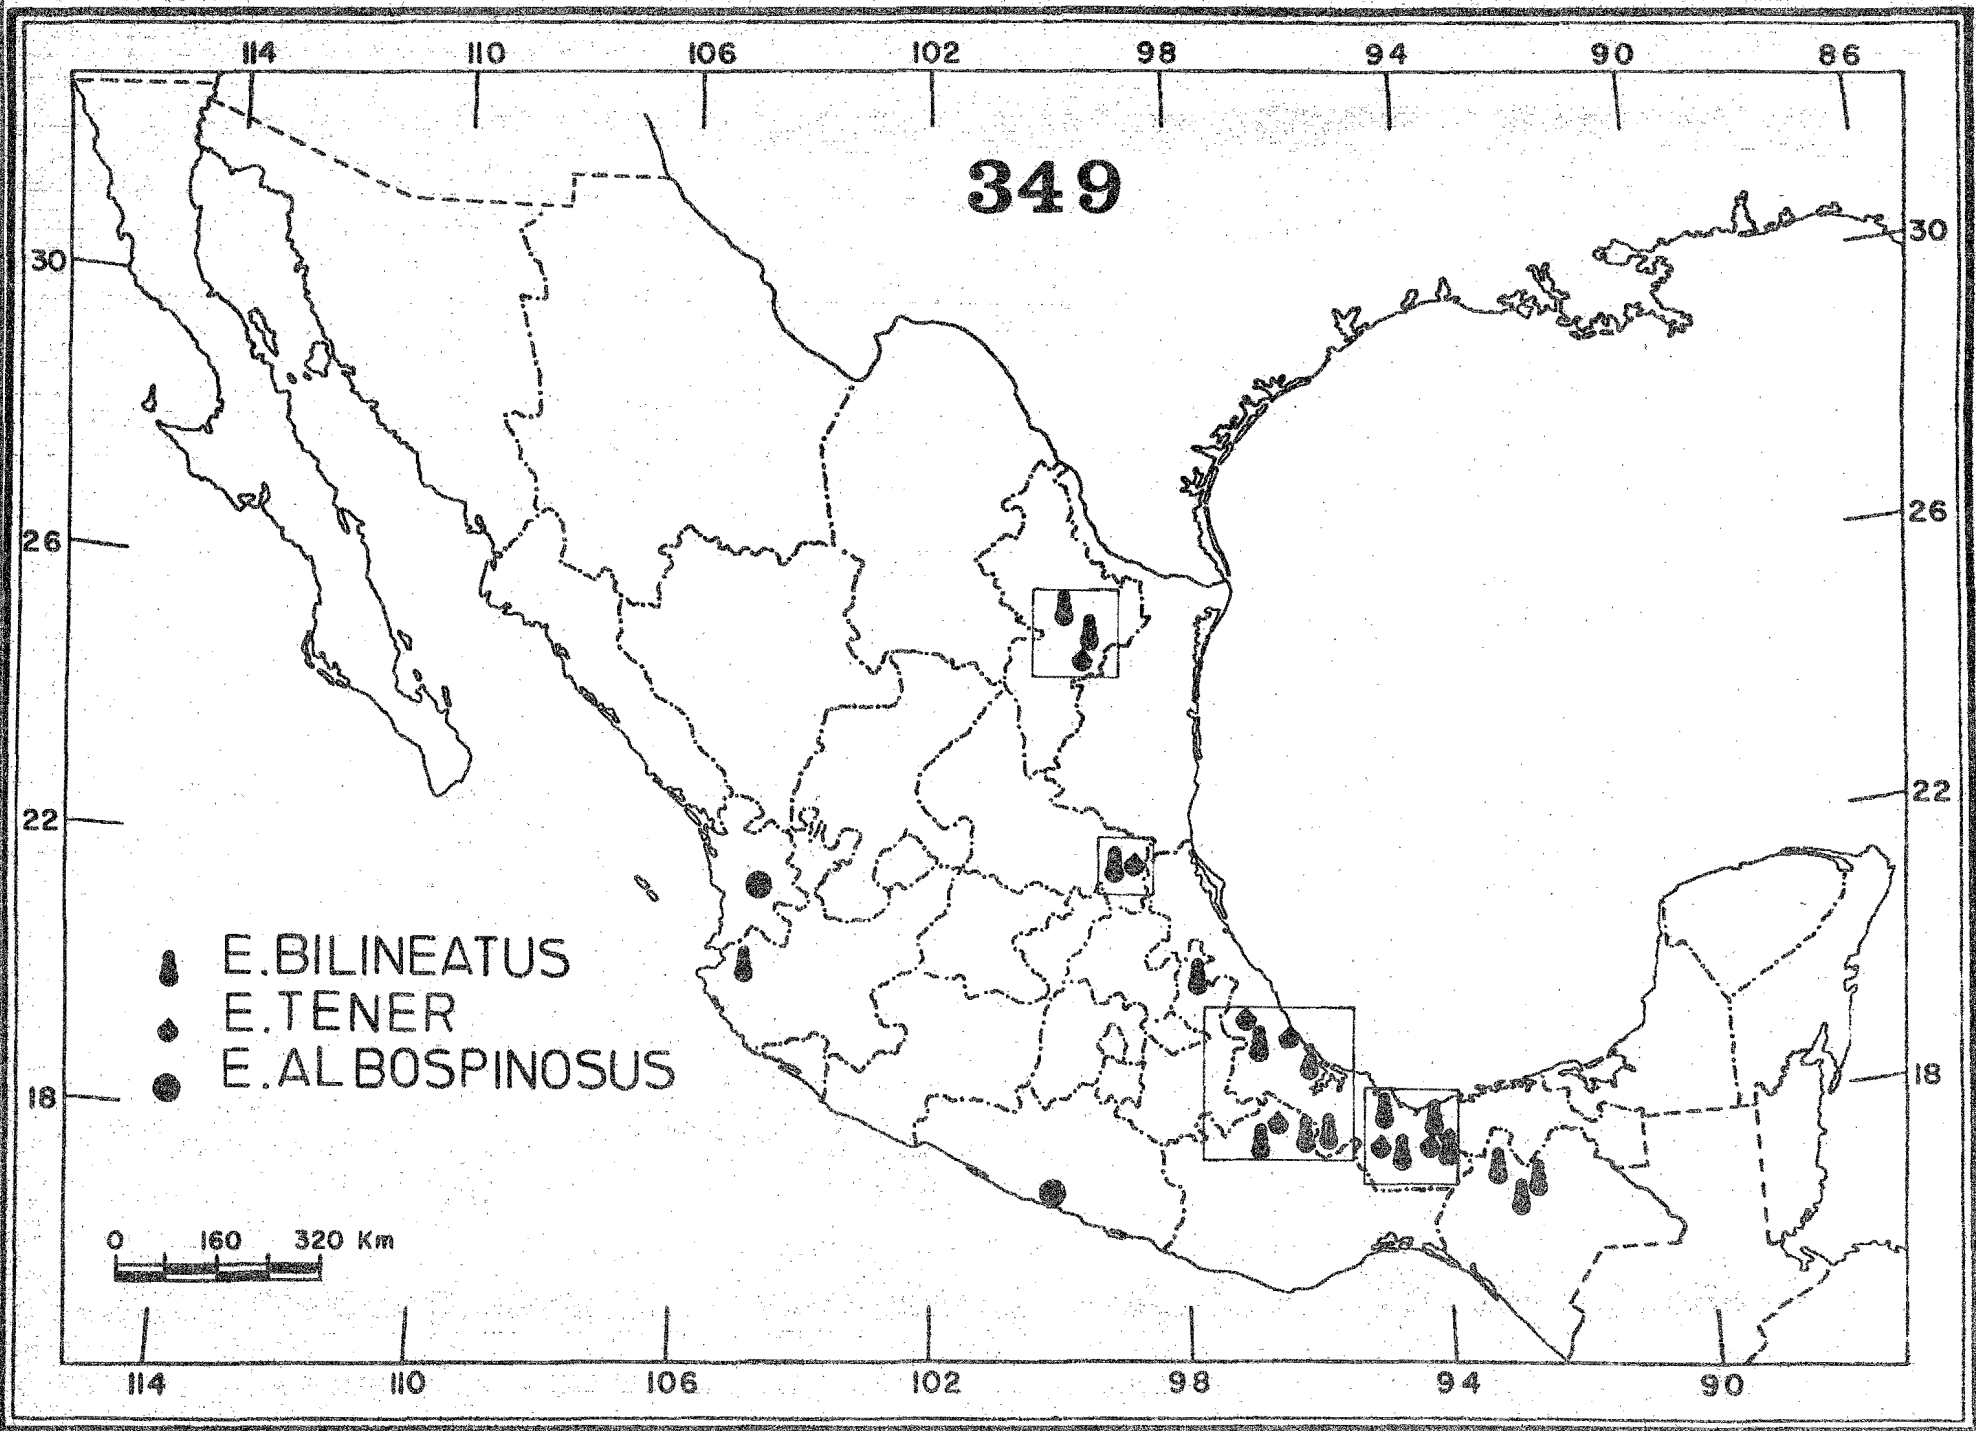 114 110 106 102 98 94 90 86
349
30 30
26 26
22 22
E.BILINEATUS
E.TENER
E.ALBOSPINOSUS
18 18
0 160 320 Km
114 110 106 102 98 94 90